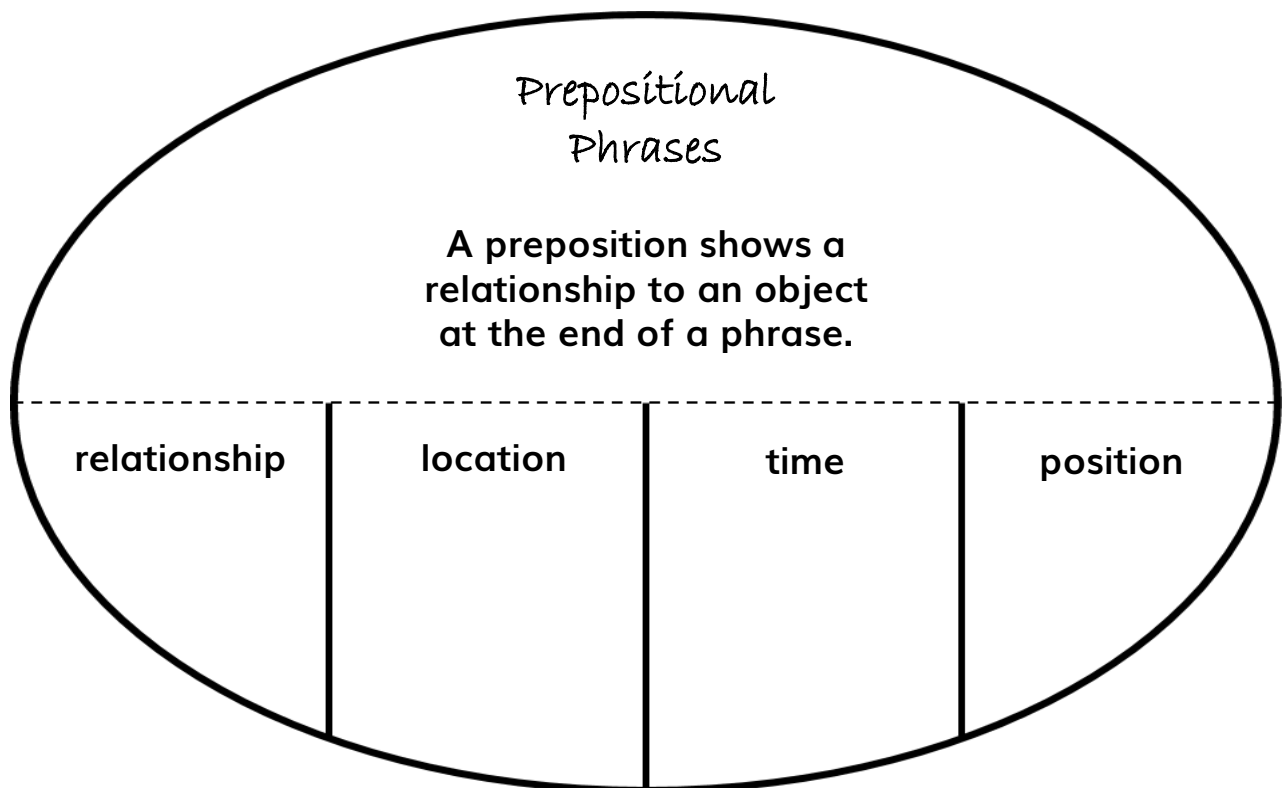 Prepositional
Phrases
A preposition shows a
relationship to an object
at the end of a phrase.
relationship
location
time
position